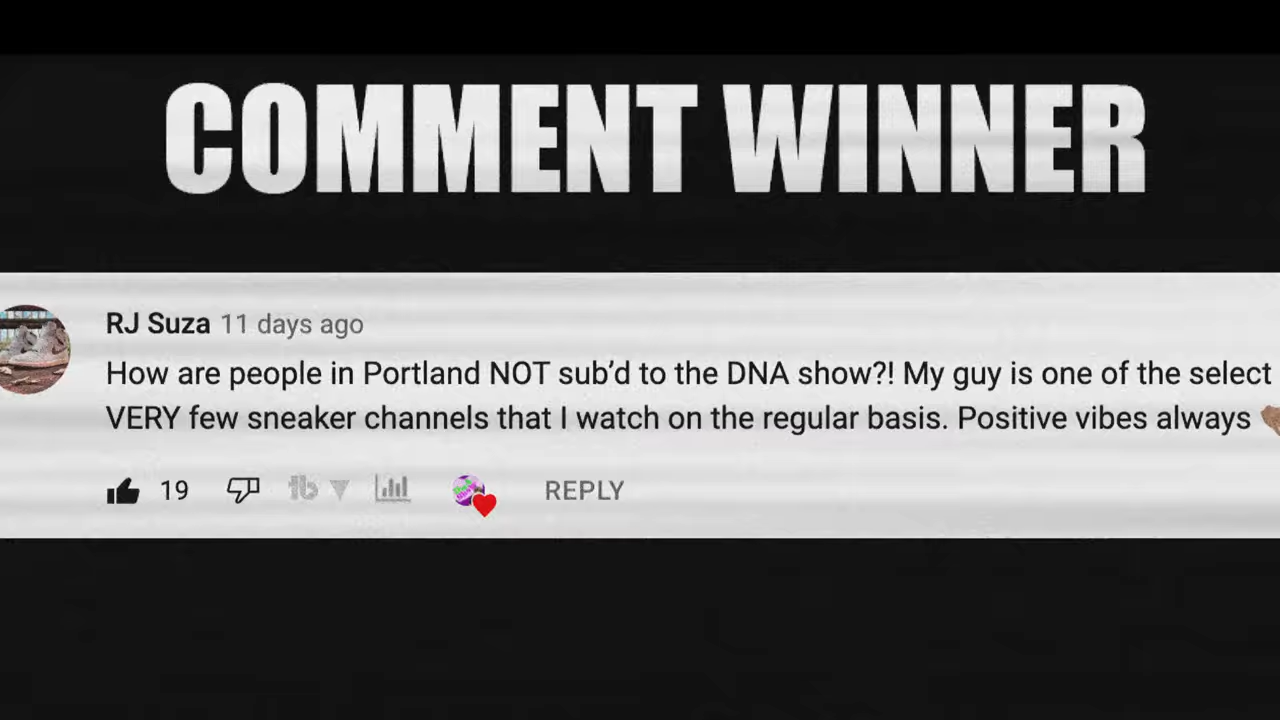 COMMENT WINNER
RJ Suza 11 days ago
How are people in Portland NOT sub’d to the DNA show?! My guy is one of the select
VERY few sneaker channels that I watch on the regular basis. Positive vibes always
19 REPLY